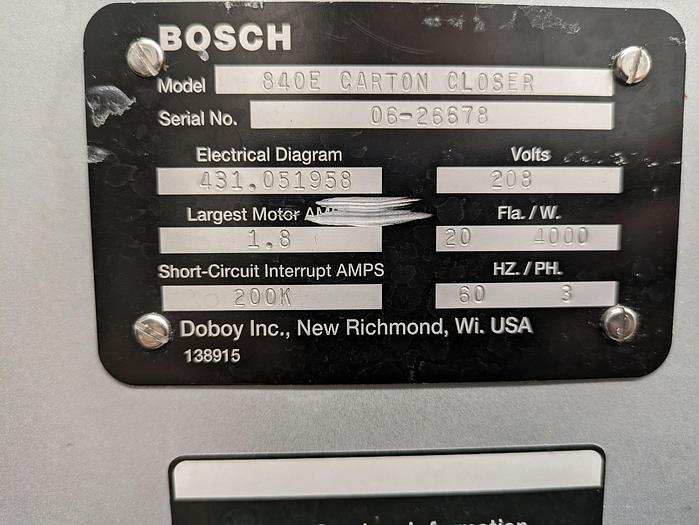 BOSCH
Model 840E CARTON CLOSER
Serial No. 06-26678
Electrical Diagram Volts
431.051958 208
Largest Motor Fla./W.
1.8 20 4000
Short-Circuit Interrupt AMPS HZ./PH.
200K 60 3
Doboy Inc., New Richmond, Wi. USA
138915